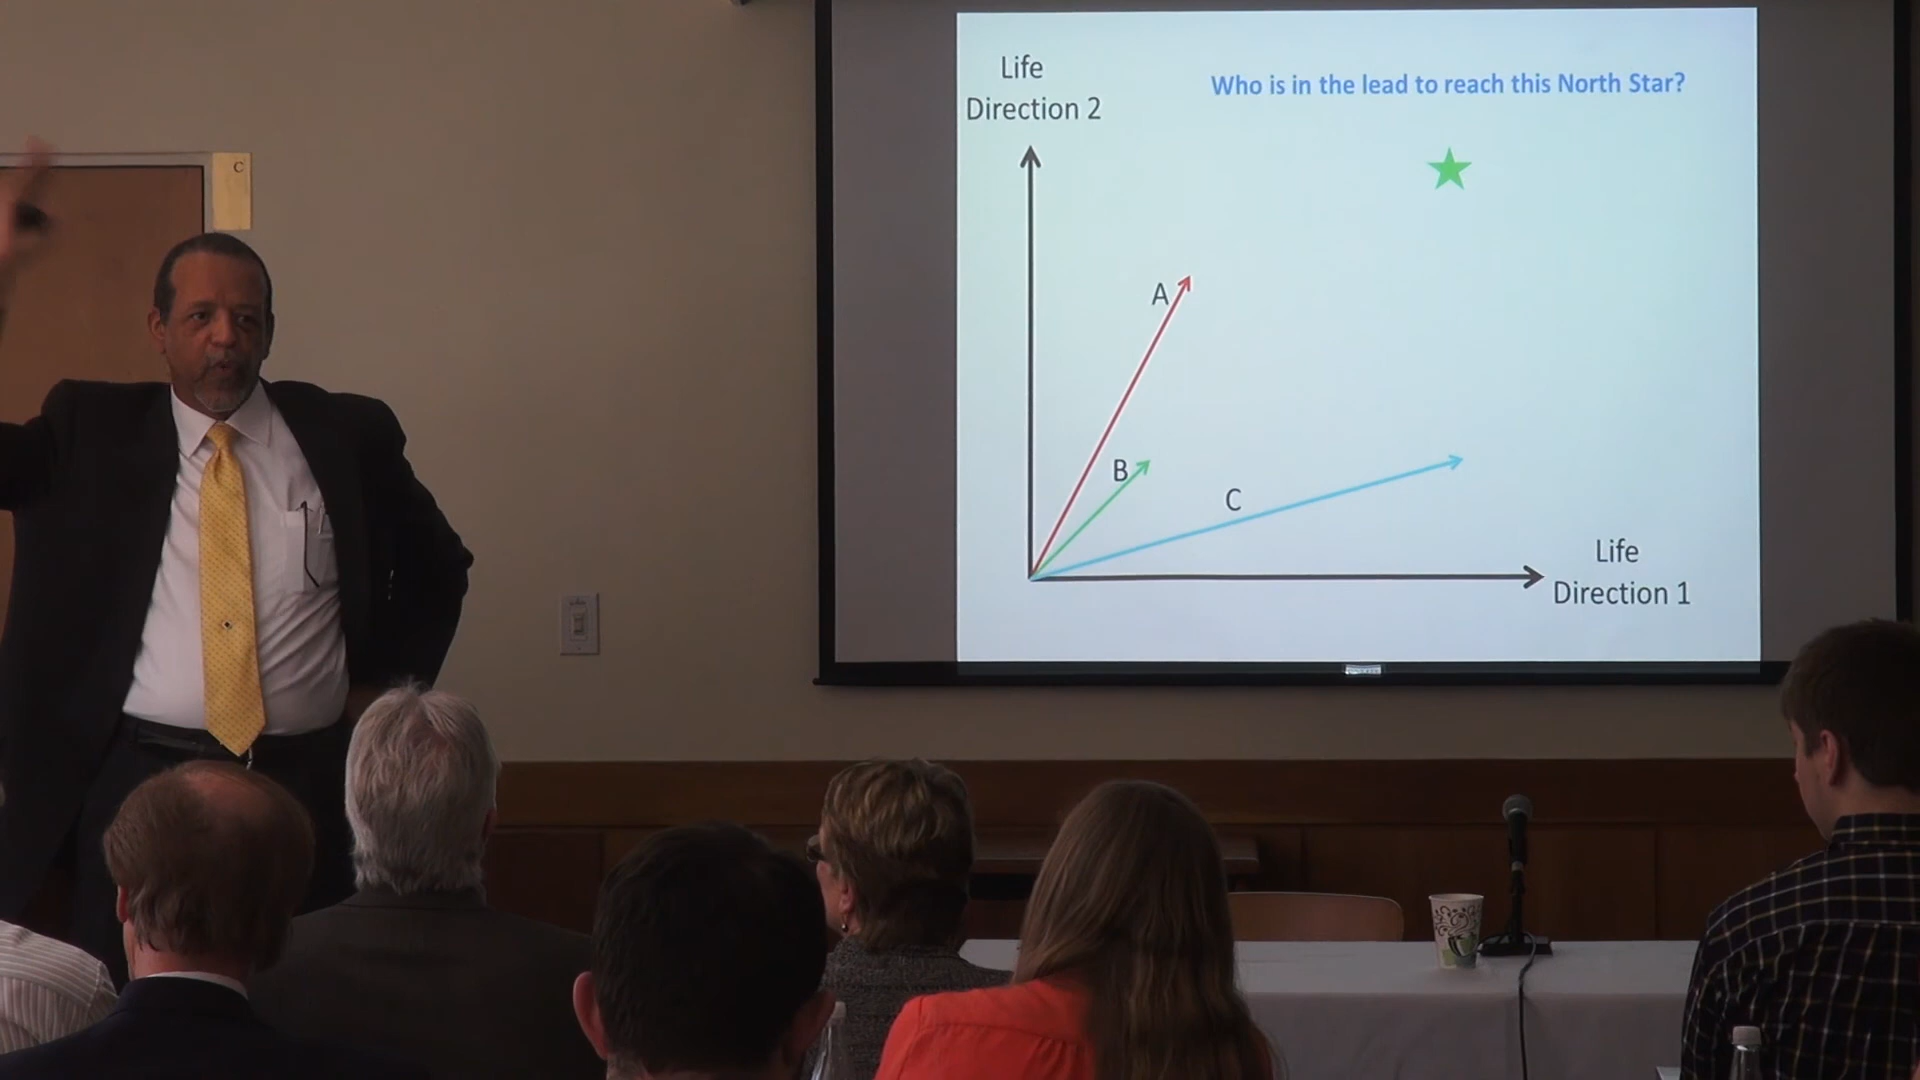 Life
Direction 2
Who is in the lead to reach this North Star?
C
A
B
C
Life
Direction 1